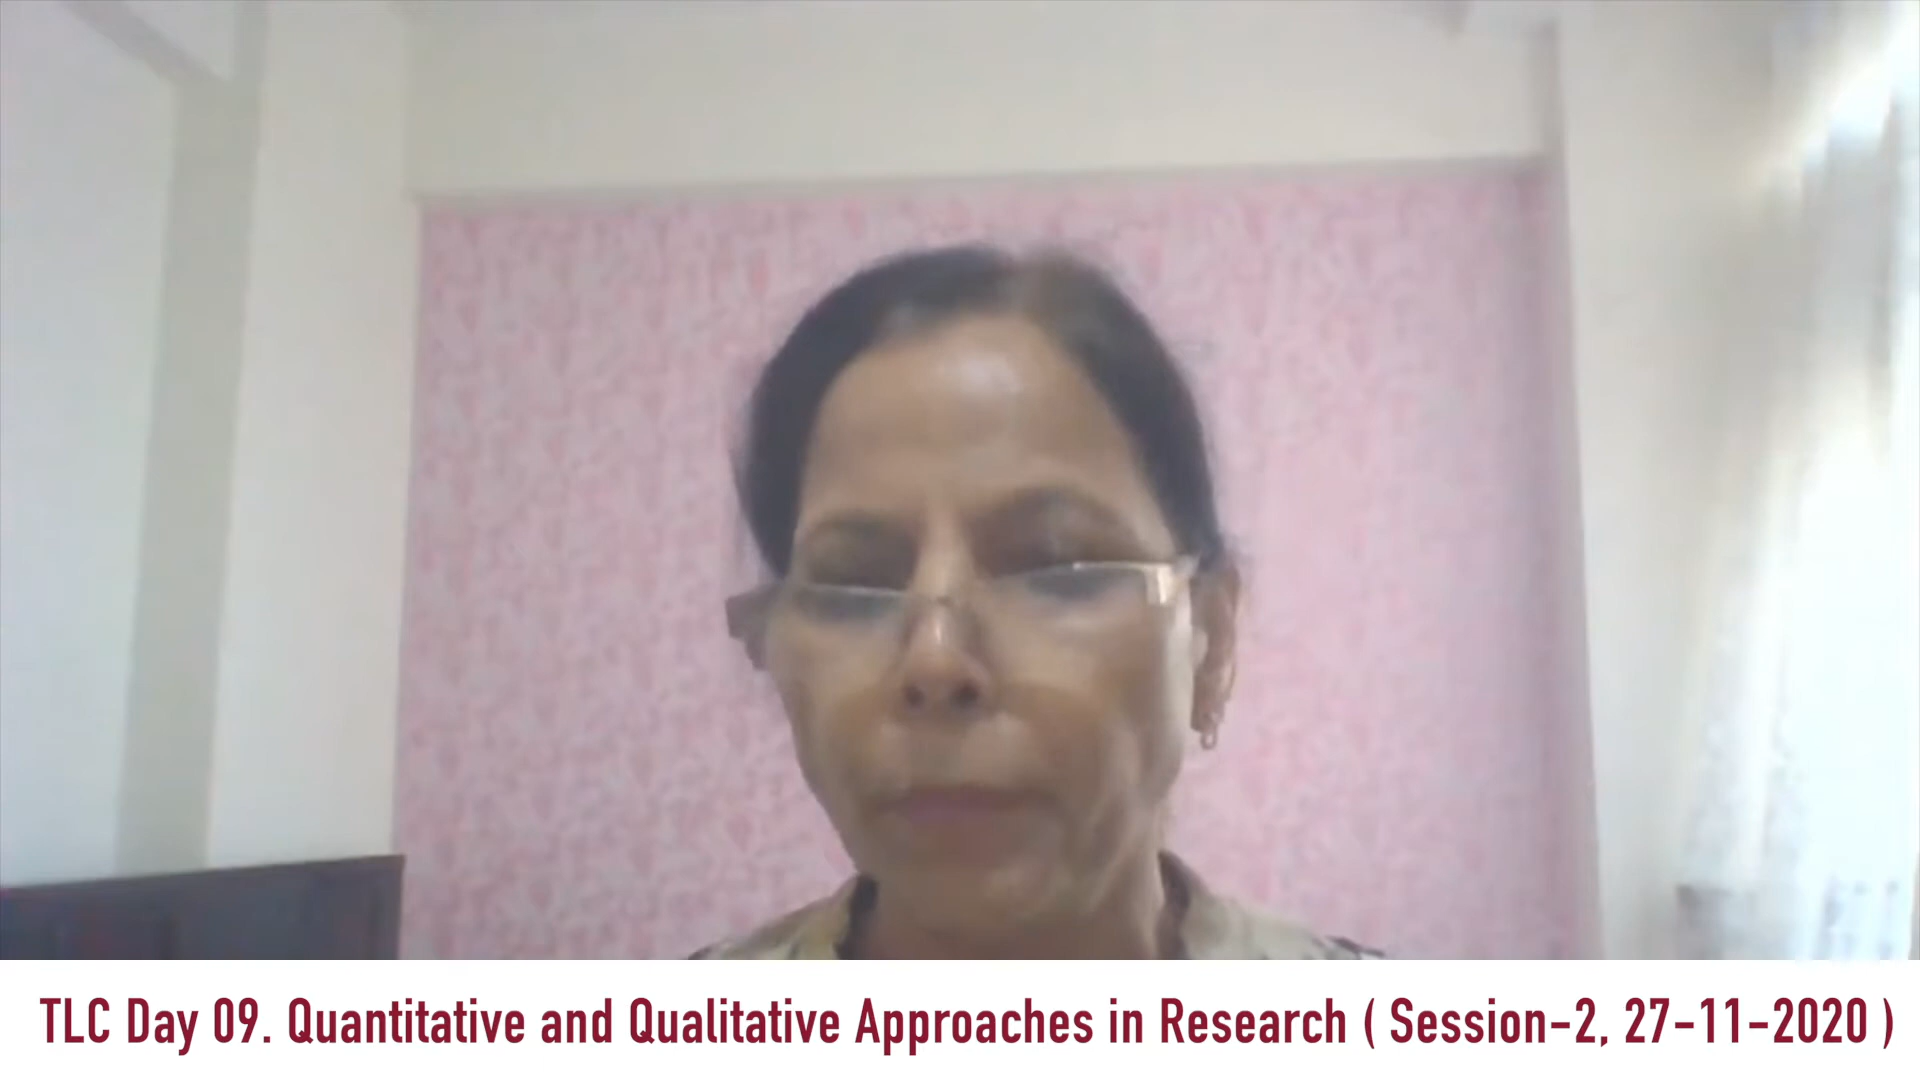 TLC Day 09. Quantitative and Qualitative Approaches in Research ( Session-2, 27-11-2020 )